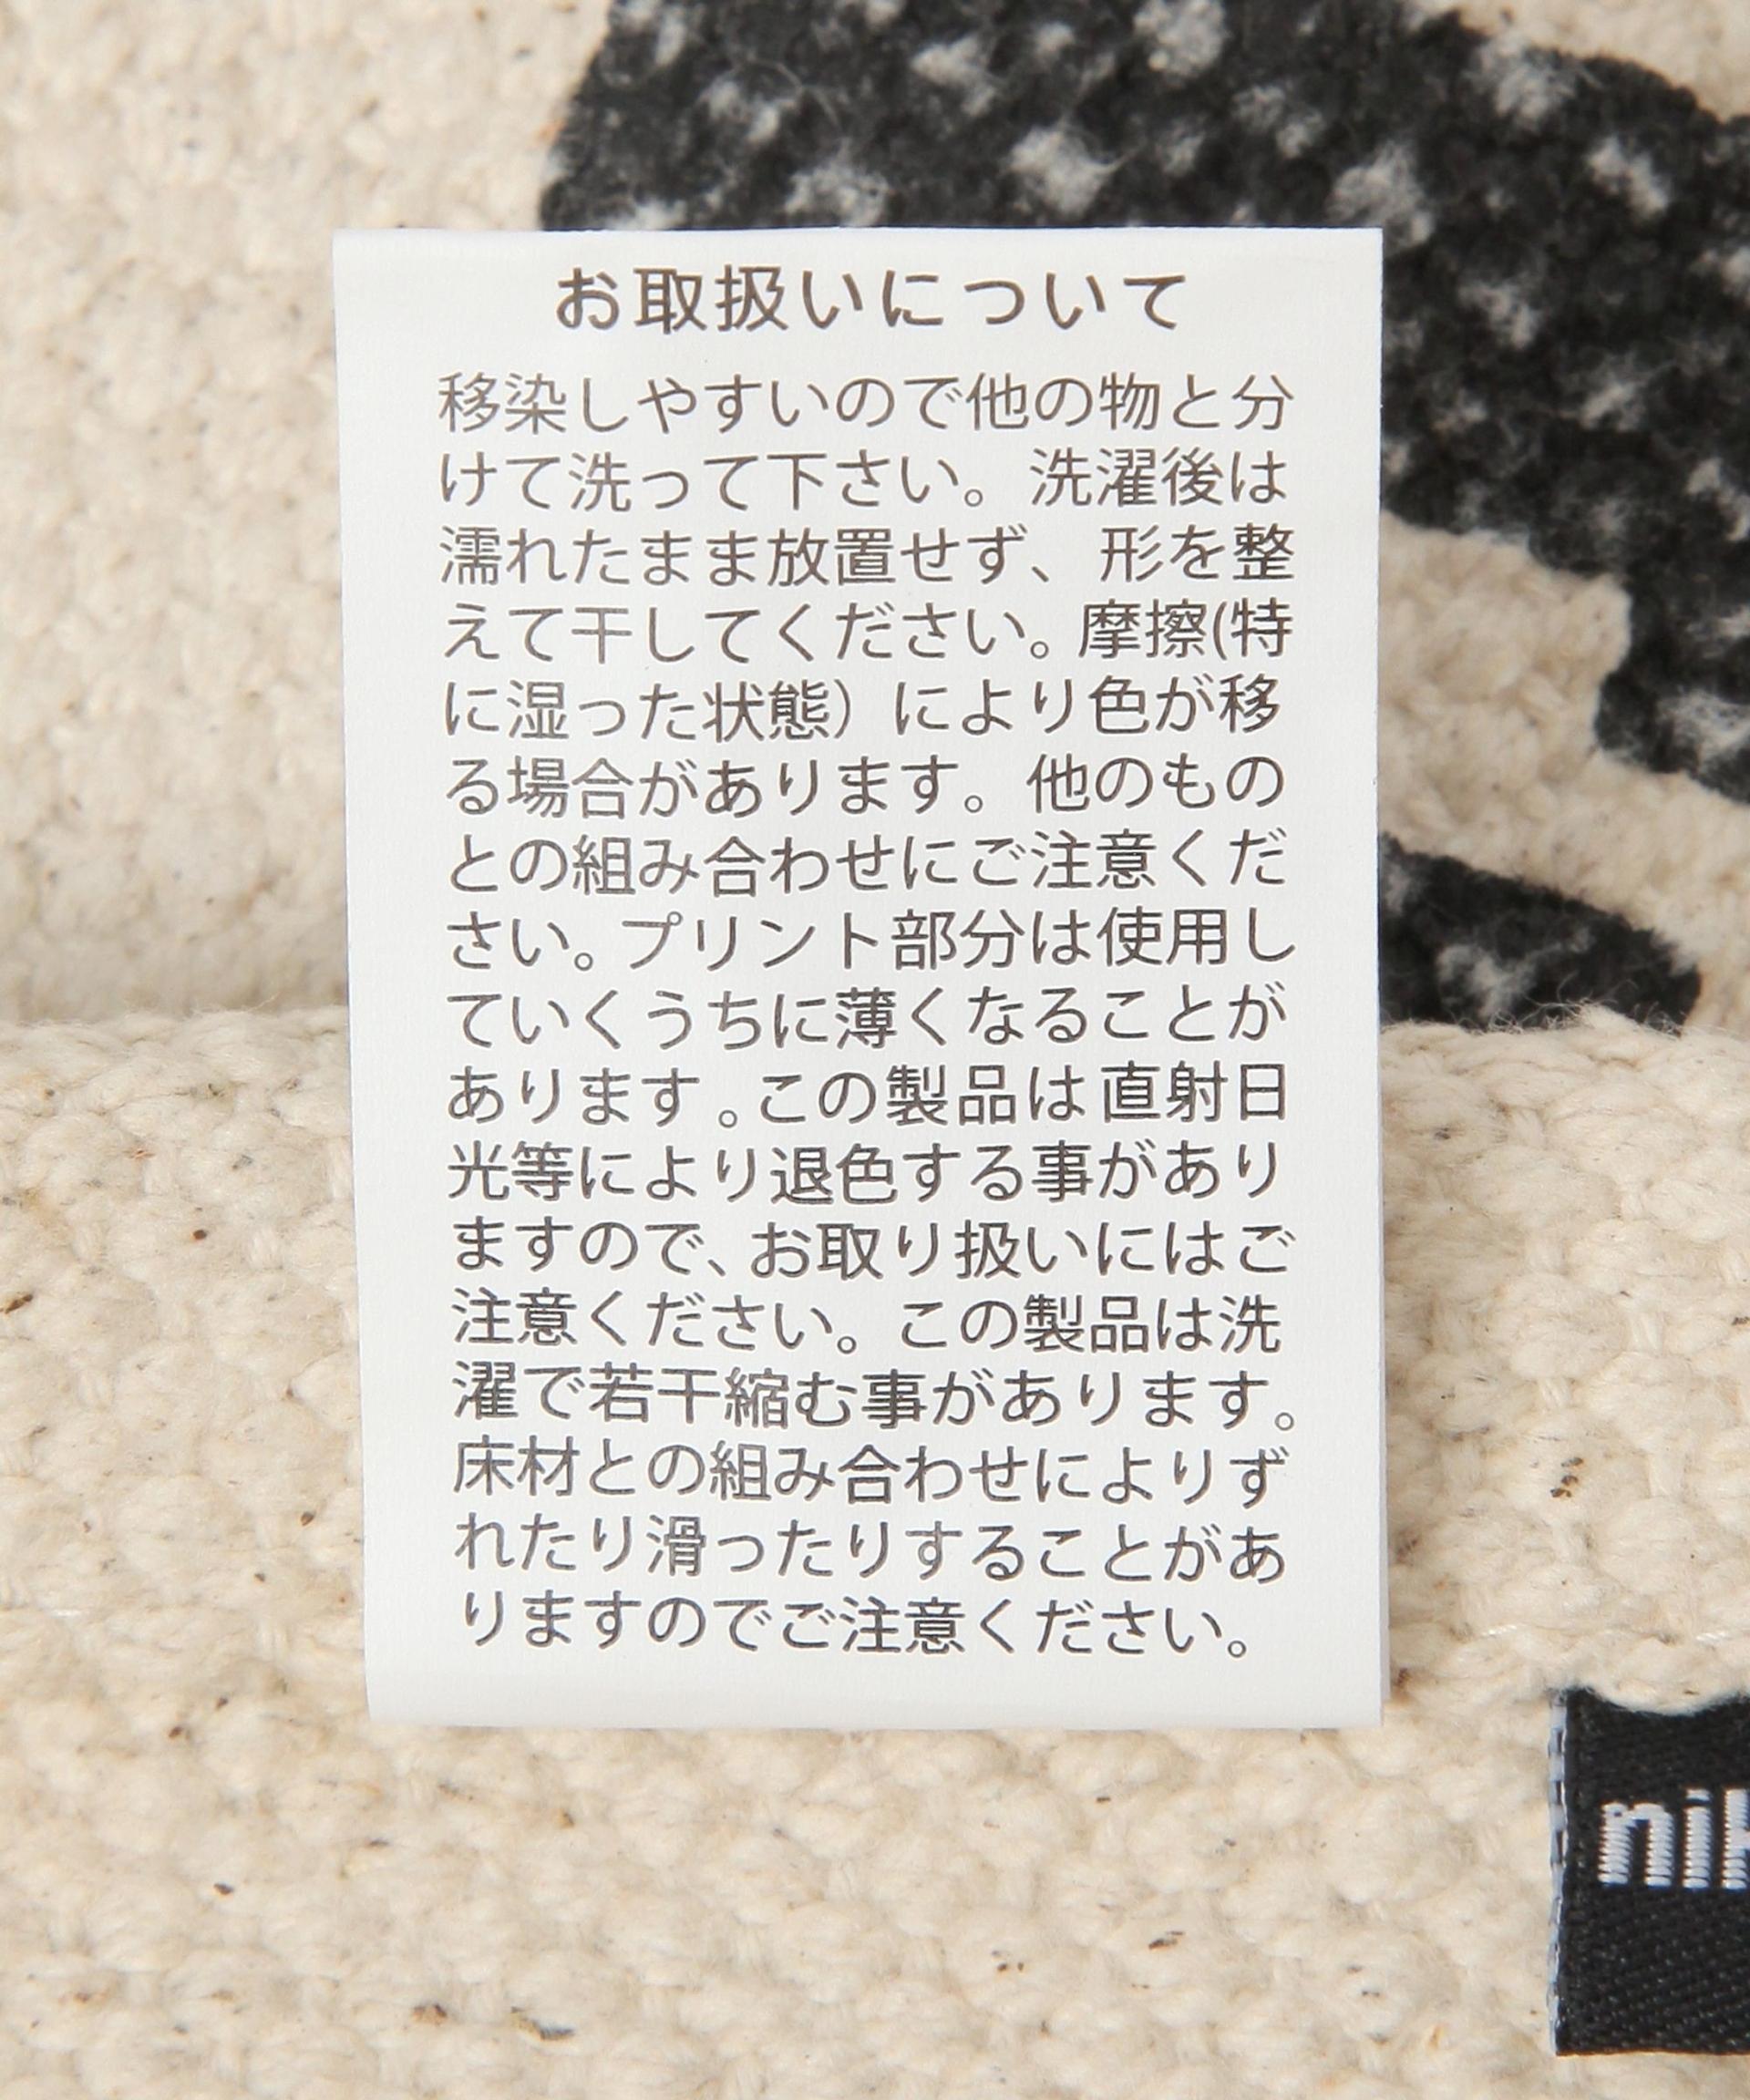 お取扱いについて
移染しやすいので他の物と分
けて洗って下さい。洗濯後は
濡れたまま放置せず、形を整
えて干してください。摩擦(特
に湿った状態）により色が移
る場合があります。他のもの
との組み合わせにご注意くだ
さい。プリント部分は使用し
ていくうちに薄くなることが
あります。この製品は直射日
光等により退色する事があり
ますので、お取り扱いにはご
注意ください。この製品は洗
濯で若干縮む事があります。
床材との組み合わせによりず
れたり滑ったりすることがあ
りますのでご注意ください。